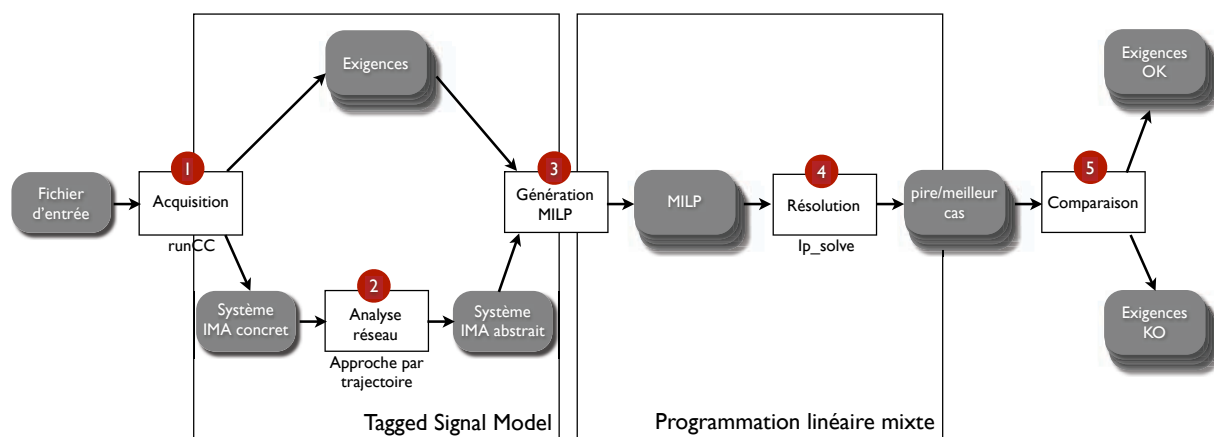 Exigences
Exigences
OK
1
3
4
5
Fichier
d'entrée
Acquisition
runCC
Génération
MILP
MILP
Résolution
lp_solve
pire/meilleur
cas
Comparaison
2
Système
IMA concret
Analyse
réseau
Approche par
trajectoire
Système
IMA abstrait
Exigences
KO
Tagged Signal Model
Programmation linéaire mixte